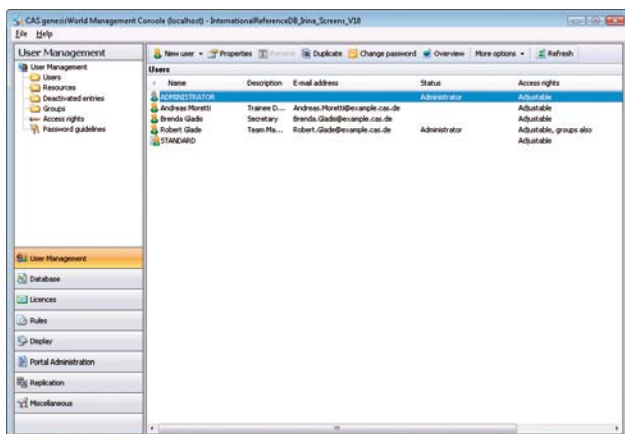 CAS genesisWorld Management Console (localhost) - InternationalReferenceDB_Irina_Screens_V18
File Help
User Management
New user Properties Rename Duplicate Change password Overview More options Refresh
User Management
Users
Resources
Deactivated entries
Groups
Access rights
Password guidelines
Users
Name Description E-mail address Status Access rights
ADMINISTRATOR Administrator Adjustable
Andreas Moretti Trainee D... Andreas.Moretti@example.cas.de Adjustable
Brenda Gladis Secretary Brenda.Gladis@example.cas.de Adjustable
Robert Glade Team Ma... Robert.Glade@example.cas.de Administrator Adjustable, groups also
STANDARD Adjustable
User Management
Database
Licences
Rules
Display
Portal Administration
Replication
Miscellaneous